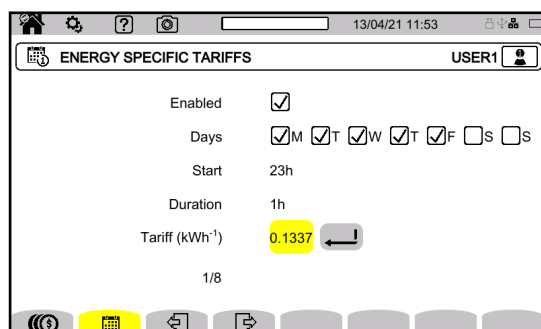 ? 13/04/21 11:53
ENERGY SPECIFIC TARIFFS USER1
Enabled
Days M T W T F S S
Start 23h
Duration 1h
Tariff (kWh⁻¹) 0.1337
1/8
$